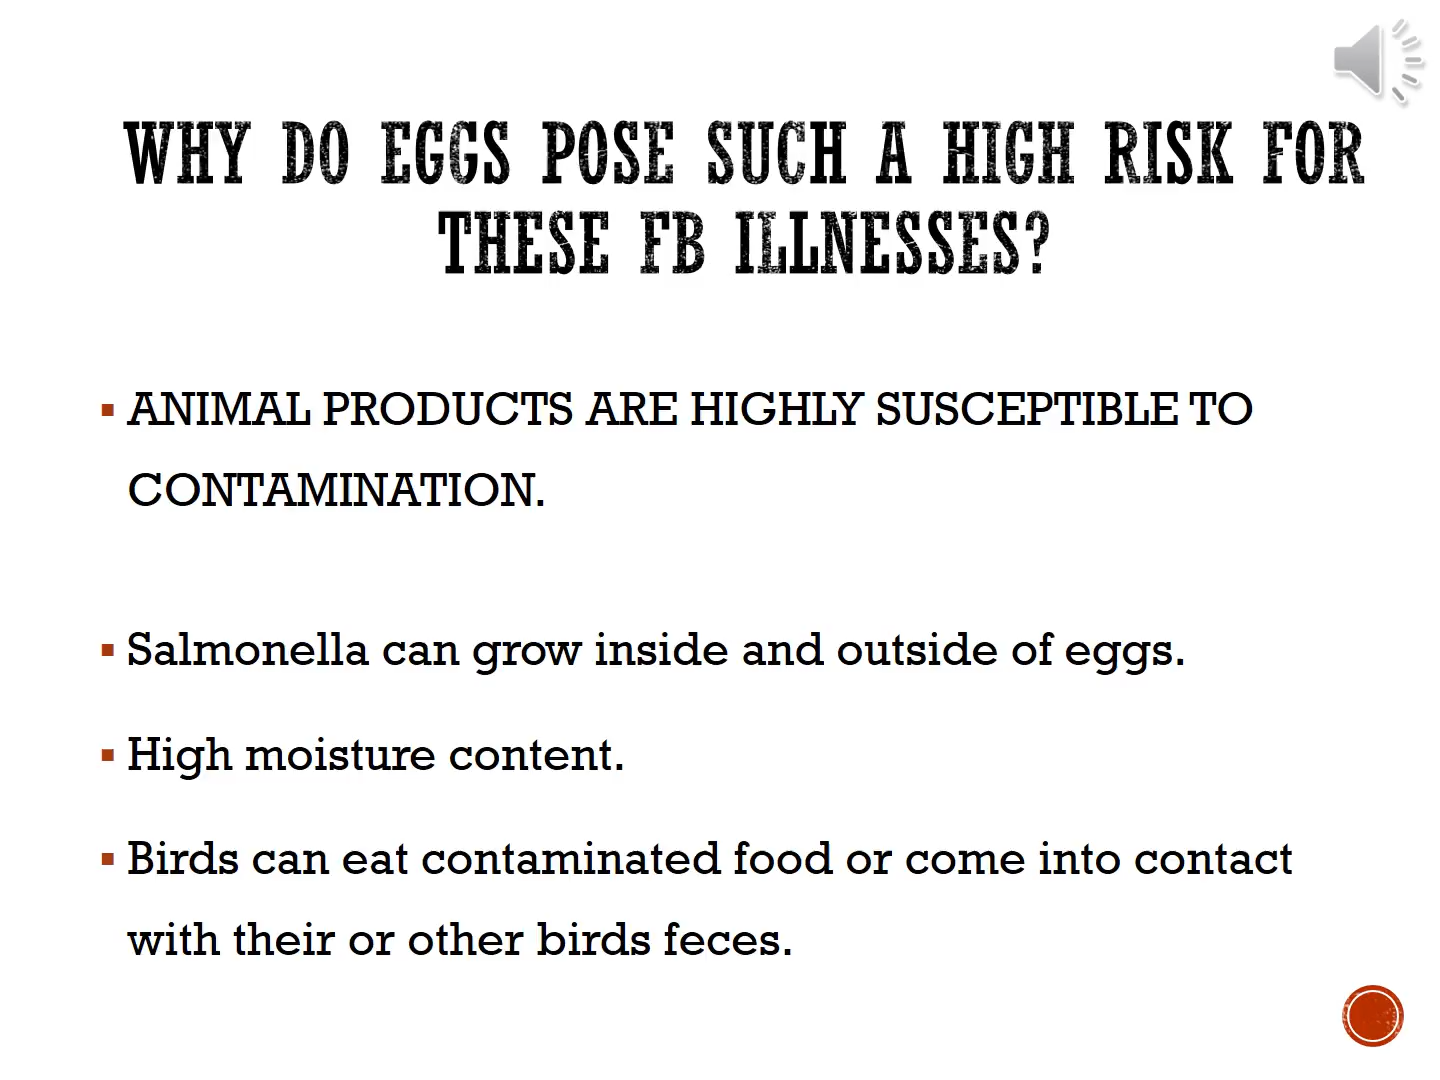 WHY DO EGGS POSE SUCH A HIGH RISK FOR
THESE FB ILLNESSES?
▪ ANIMAL PRODUCTS ARE HIGHLY SUSCEPTIBLE TO
CONTAMINATION.
▪ Salmonella can grow inside and outside of eggs.
▪ High moisture content.
▪ Birds can eat contaminated food or come into contact
with their or other birds feces.